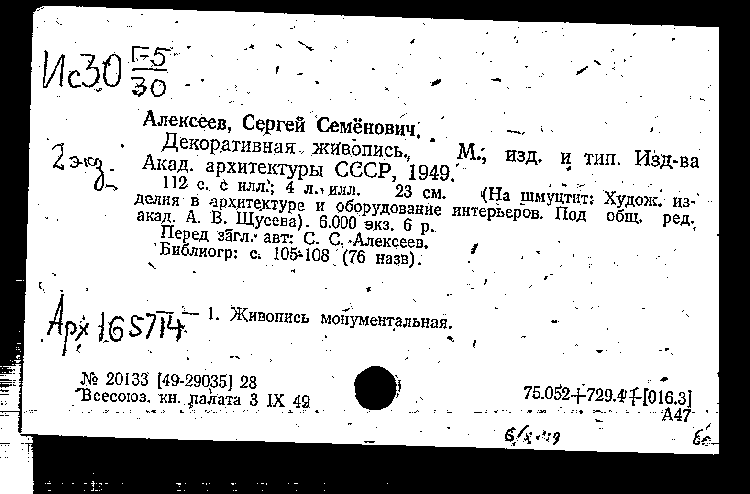 Ис30 Г-5
30
Алексеев, Сергей Семёнович.
2 экз.
Декоративная живопись. М., изд. и тип. Изд-ва
Акад. архитектуры СССР, 1949.
112 с. с илл.; 4 л. илл. 23 см. (На шмуцтит: Худож. из-
делия в архитектуре и оборудование интерьеров. Под общ. ред.
акад. А. В. Щусева). 6.000 экз. 6 р.
Перед загл. авт: С. С. Алексеев.
Библиогр: с. 105-108 (76 назв).
Арх 165714
— 1. Живопись монументальная.
№ 20133 [49-29035] 28
Всесоюз. кн. палата 3 IX 49
75.052+729.4+[016.3]
А47
6/X-49